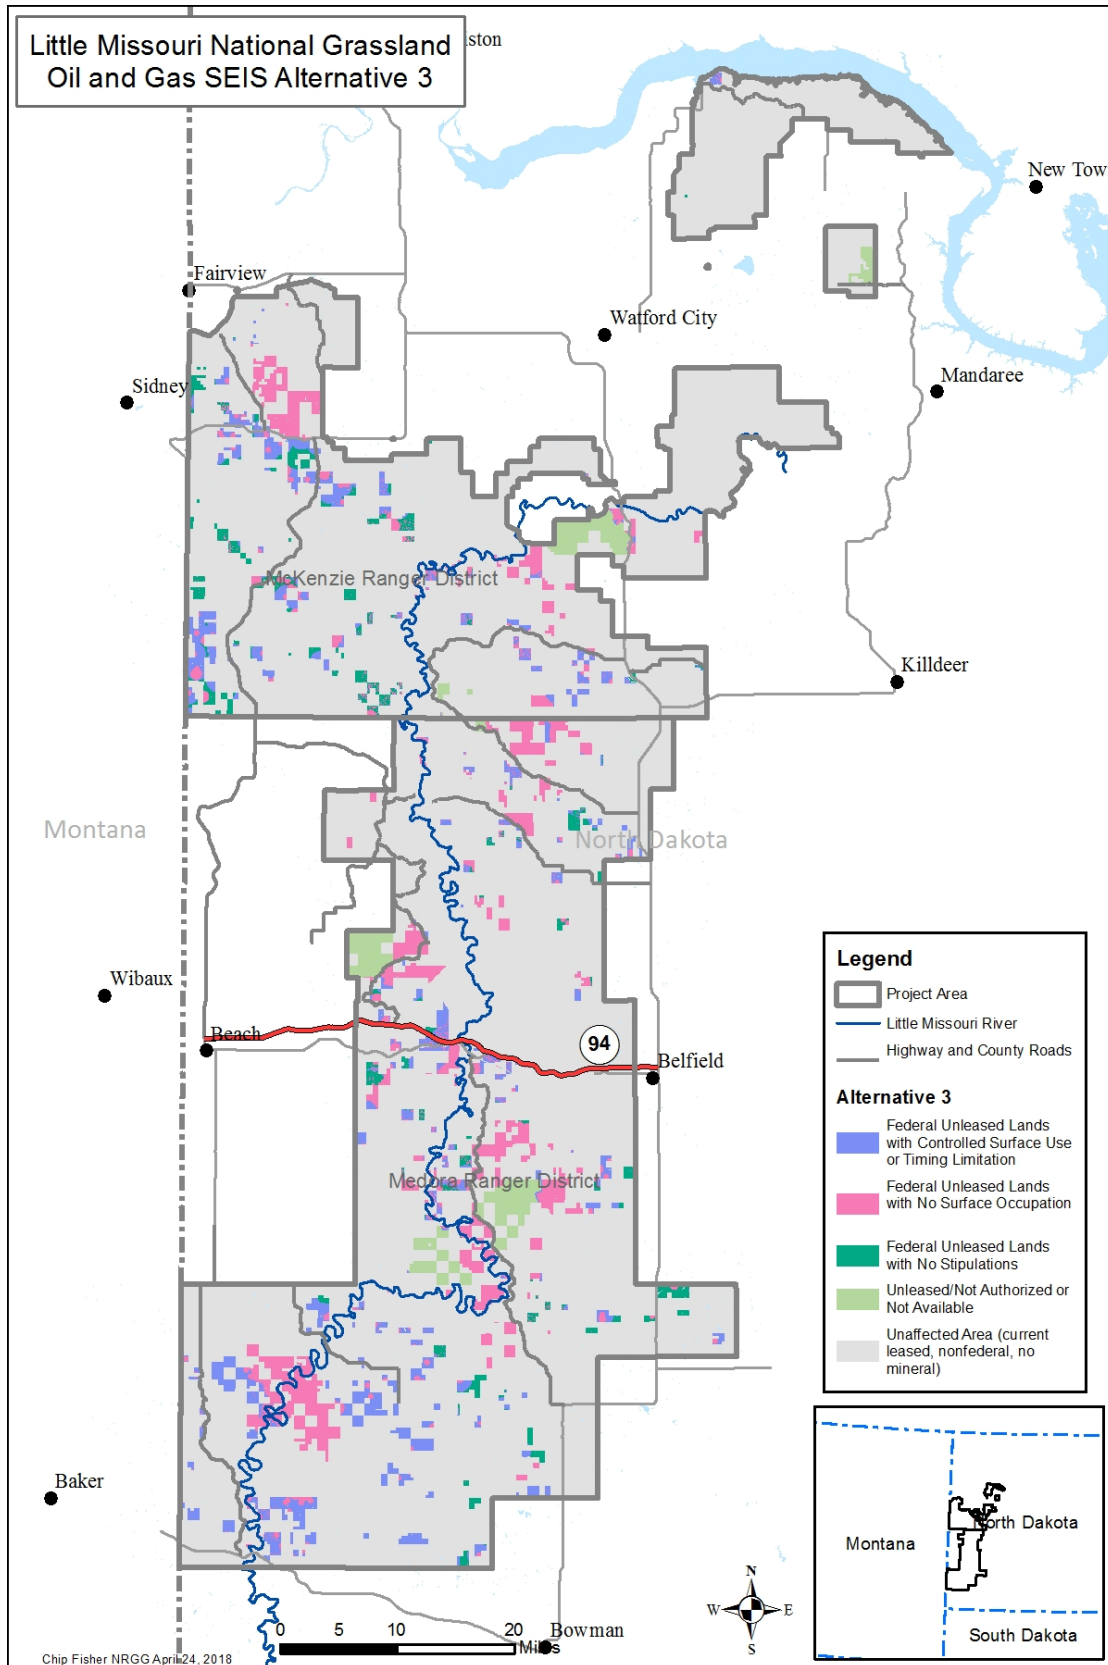 Little Missouri National Grassland
Oil and Gas SEIS Alternative 3
iston
New Tow
Fairview
Watford City
Sidney
Mandaree
McKenzie Ranger District
Killdeer
Montana
North Dakota
Wibaux
Beach
94
Belfield
Medora Ranger District
Baker
Bowman
Legend
Project Area
Little Missouri River
Highway and County Roads
Alternative 3
Federal Unleased Lands
with Controlled Surface Use
or Timing Limitation
Federal Unleased Lands
with No Surface Occupation
Federal Unleased Lands
with No Stipulations
Unleased/Not Authorized or
Not Available
Unaffected Area (current
leased, nonfederal, no
mineral)
Montana
North Dakota
South Dakota
N
W E
S
0 5 10 20
Miles
Chip Fisher NRGG April 24, 2018